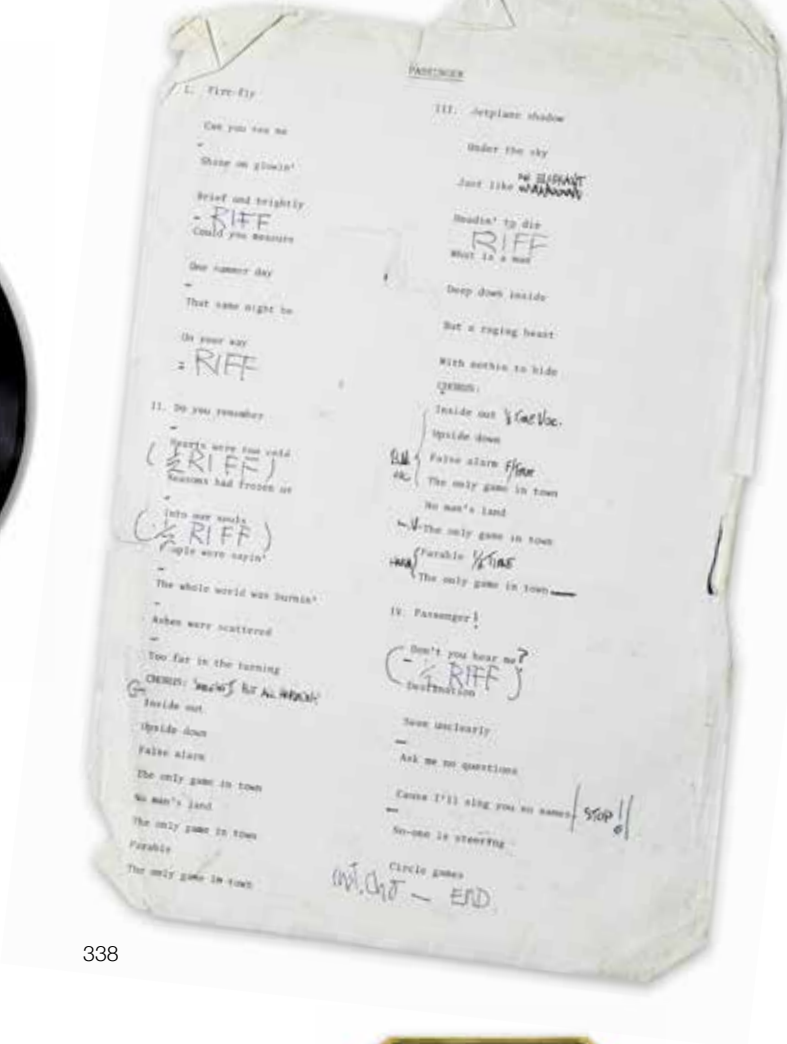 PASSENGER
I. Fire-fly
Can you see me
Shine on glowin'
Brief and brightly
- RIFF
Could you measure
One summer day
That same might be
On your way
= RIFF
II. Do you remember
Hearts were too cold
( ½ RIFF )
Seasons had frozen us
Into our souls
( ½ RIFF )
People were sayin'
The whole world was burnin'
Ashes were scattered
Too far in the turning
CHORUS:
Inside out
Upside down
False alarm
The only game in town
No man's land
The only game in town
Parable
The only game in town
III. Jetplane shadow
Under the sky
Just like AN ELEPHANT
Headin' to die
RIFF
What is a man
Deep down inside
But a raging heart
With nothin to hide
CHORUS:
Inside out
Upside down
False alarm F/TIME
The only game in town
No man's land
The only game in town
Parable ½ TIME
The only game in town
IV. Passenger!
Don't you hear me?
( - ½ RIFF )
Destination
Seen unclearly
Ask me no questions
Cause I'll sing you no names STOP!
No-one is steering
Circle games
END
338